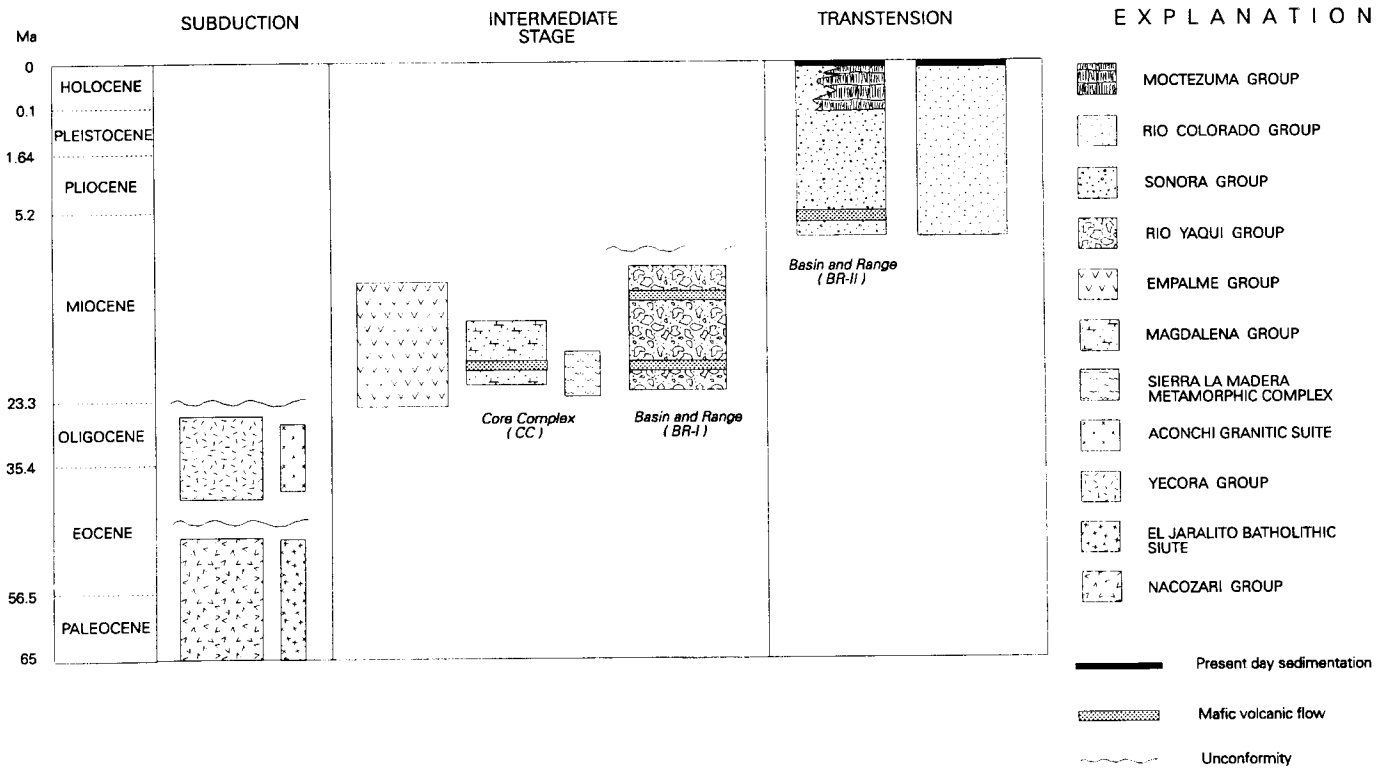 SUBDUCTION
INTERMEDIATE
STAGE
TRANSTENSION
Ma
0
HOLOCENE
0.1
PLEISTOCENE
1.64
PLIOCENE
5.2
MIOCENE
23.3
OLIGOCENE
35.4
EOCENE
56.5
PALEOCENE
65
Core Complex
( CC )
Basin and Range
( BR-I )
Basin and Range
( BR-II )
EXPLANATION
MOCTEZUMA GROUP
RIO COLORADO GROUP
SONORA GROUP
RIO YAQUI GROUP
EMPALME GROUP
MAGDALENA GROUP
SIERRA LA MADERA
METAMORPHIC COMPLEX
ACONCHI GRANITIC SUITE
YECORA GROUP
EL JARALITO BATHOLITHIC
SIUTE
NACOZARI GROUP
Present day sedimentation
Mafic volcanic flow
Unconformity